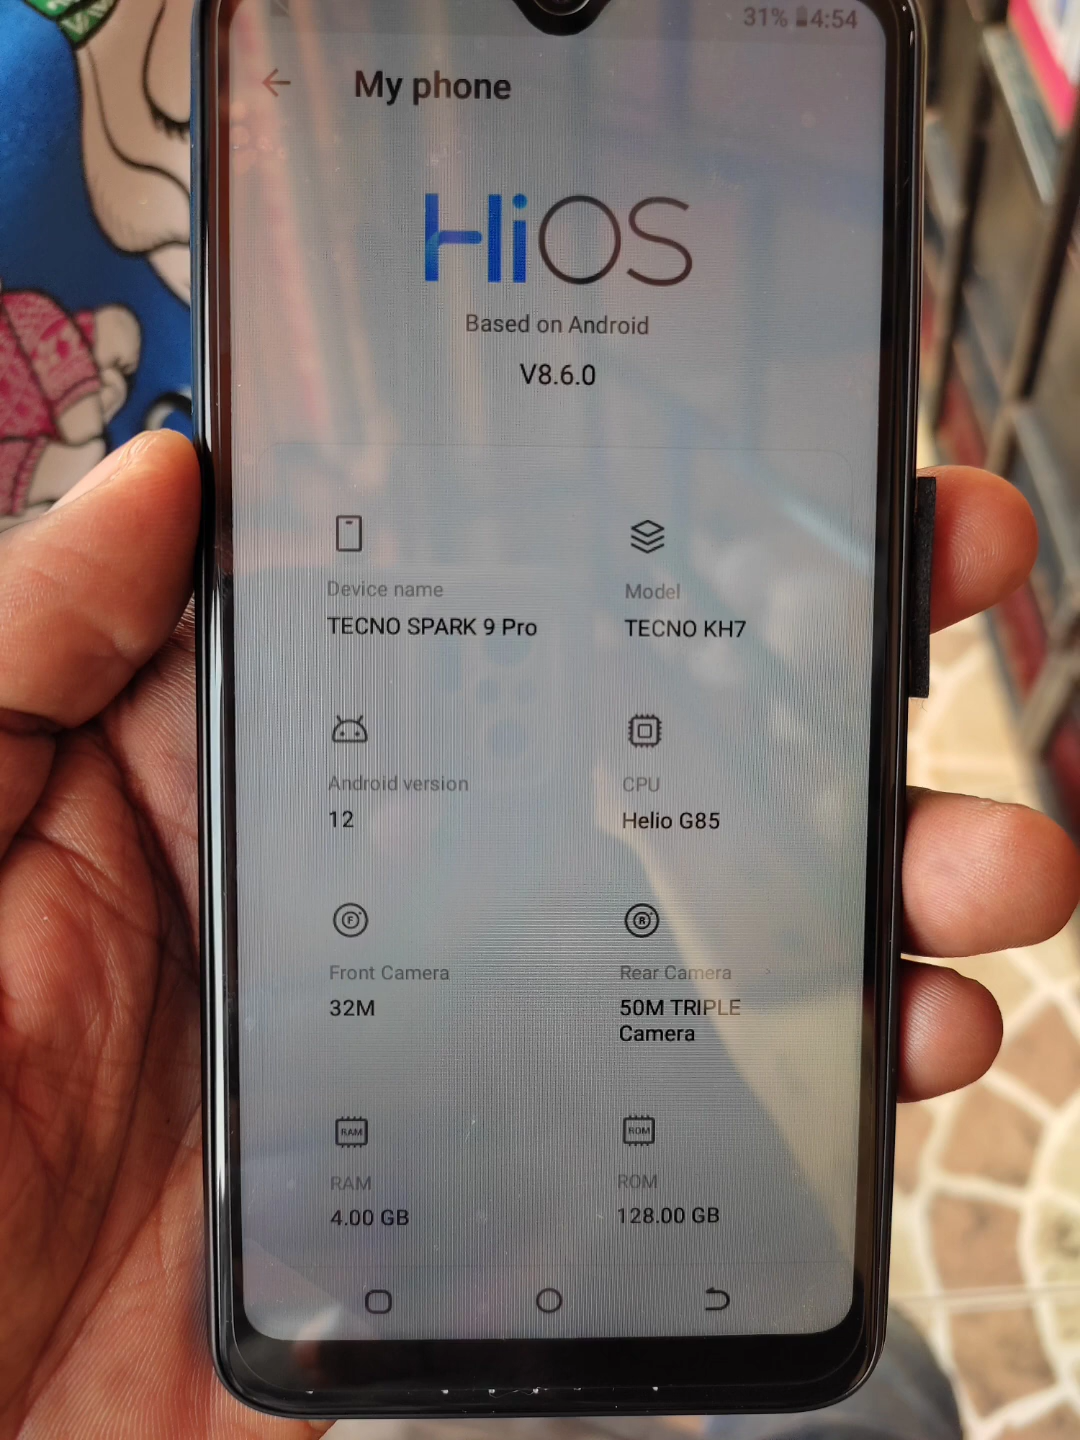 31% 4:54
My phone
HiOS
Based on Android
V8.6.0
Device name
TECNO SPARK 9 Pro
Model
TECNO KH7
Android version
12
CPU
Helio G85
F
Front Camera
32M
R
Rear Camera
50M TRIPLE
Camera
RAM
RAM
4.00 GB
ROM
ROM
128.00 GB